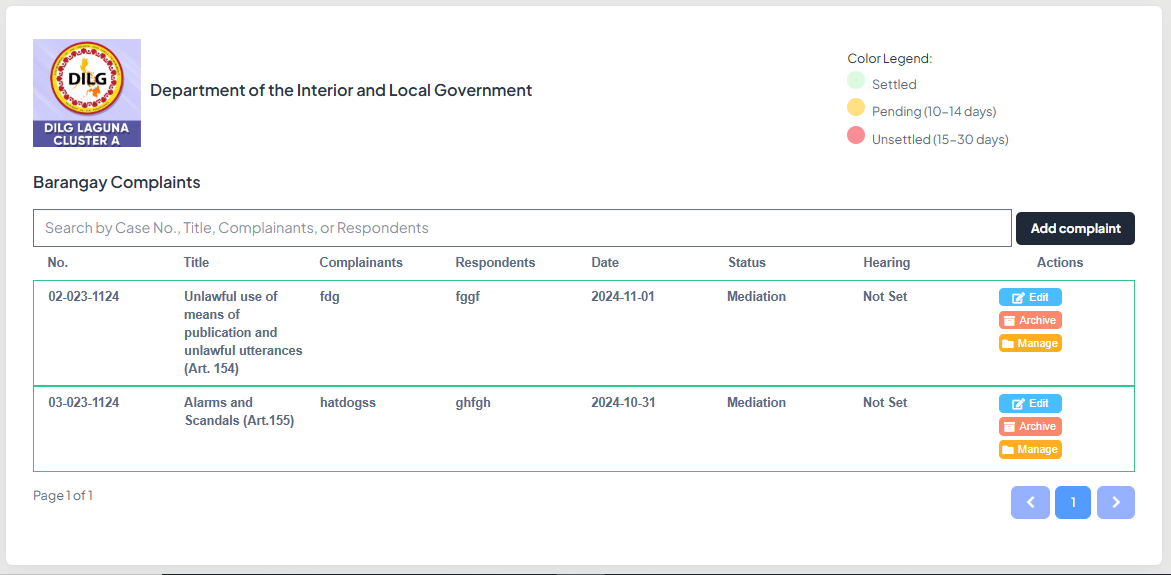 DILG
DILG LAGUNA
CLUSTER A
Department of the Interior and Local Government
Color Legend:
Settled
Pending (10-14 days)
Unsettled (15-30 days)
Barangay Complaints
Search by Case No., Title, Complainants, or Respondents
Add complaint
No. Title Complainants Respondents Date Status Hearing Actions
02-023-1124 Unlawful use of fdg fggf 2024-11-01 Mediation Not Set Edit
means of
Archive
publication and
Manage
unlawful utterances
(Art. 154)
03-023-1124 Alarms and hatdogss ghfgh 2024-10-31 Mediation Not Set Edit
Scandals (Art.155)
Archive
Manage
Page 1 of 1
1